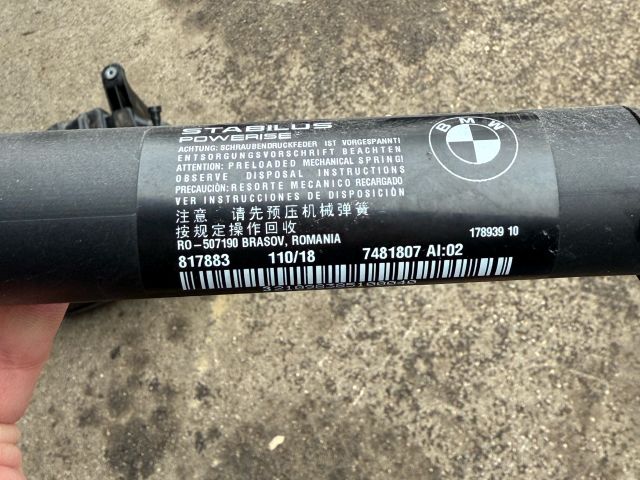 STABILUS
POWERISE
BMW
ACHTUNG: SCHRAUBENDRUCKFEDER IST VORGESPANNT!
ENTSORGUNGSVORSCHRIFT BEACHTEN
ATTENTION: PRELOADED MECHANICAL SPRING!
OBSERVE DISPOSAL INSTRUCTIONS
PRECAUCIÓN: RESORTE MECANICO RECARGADO
VER INSTRUCCIONES DE DISPOSICIÓN
注意 请先预压机械弹簧
按规定操作回收
RO-507190 BRASOV, ROMANIA
178939 10
817883 110/18 7481807 AI:02